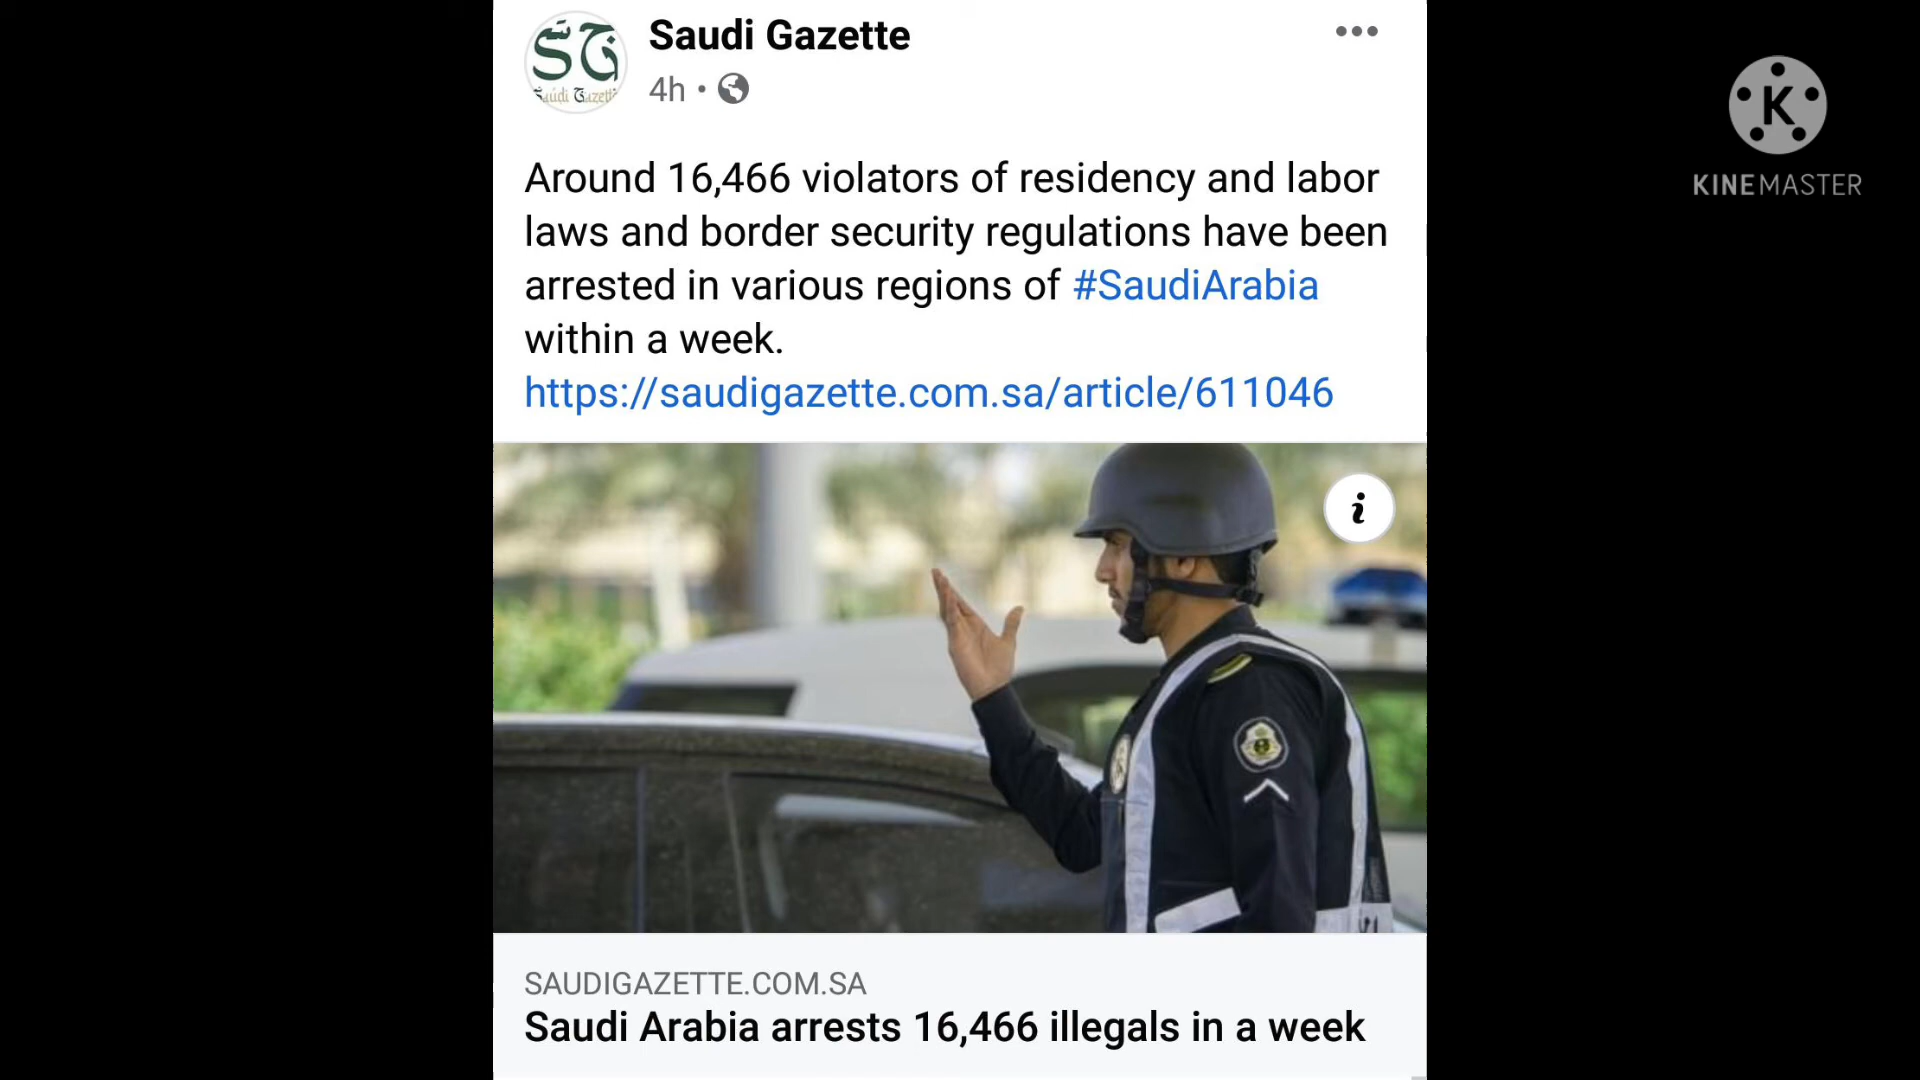 Saudi Gazette
4h
Around 16,466 violators of residency and labor
laws and border security regulations have been
arrested in various regions of #SaudiArabia
within a week.
https://saudigazette.com.sa/article/611046
SAUDIGAZETTE.COM.SA
Saudi Arabia arrests 16,466 illegals in a week
K
KINEMASTER